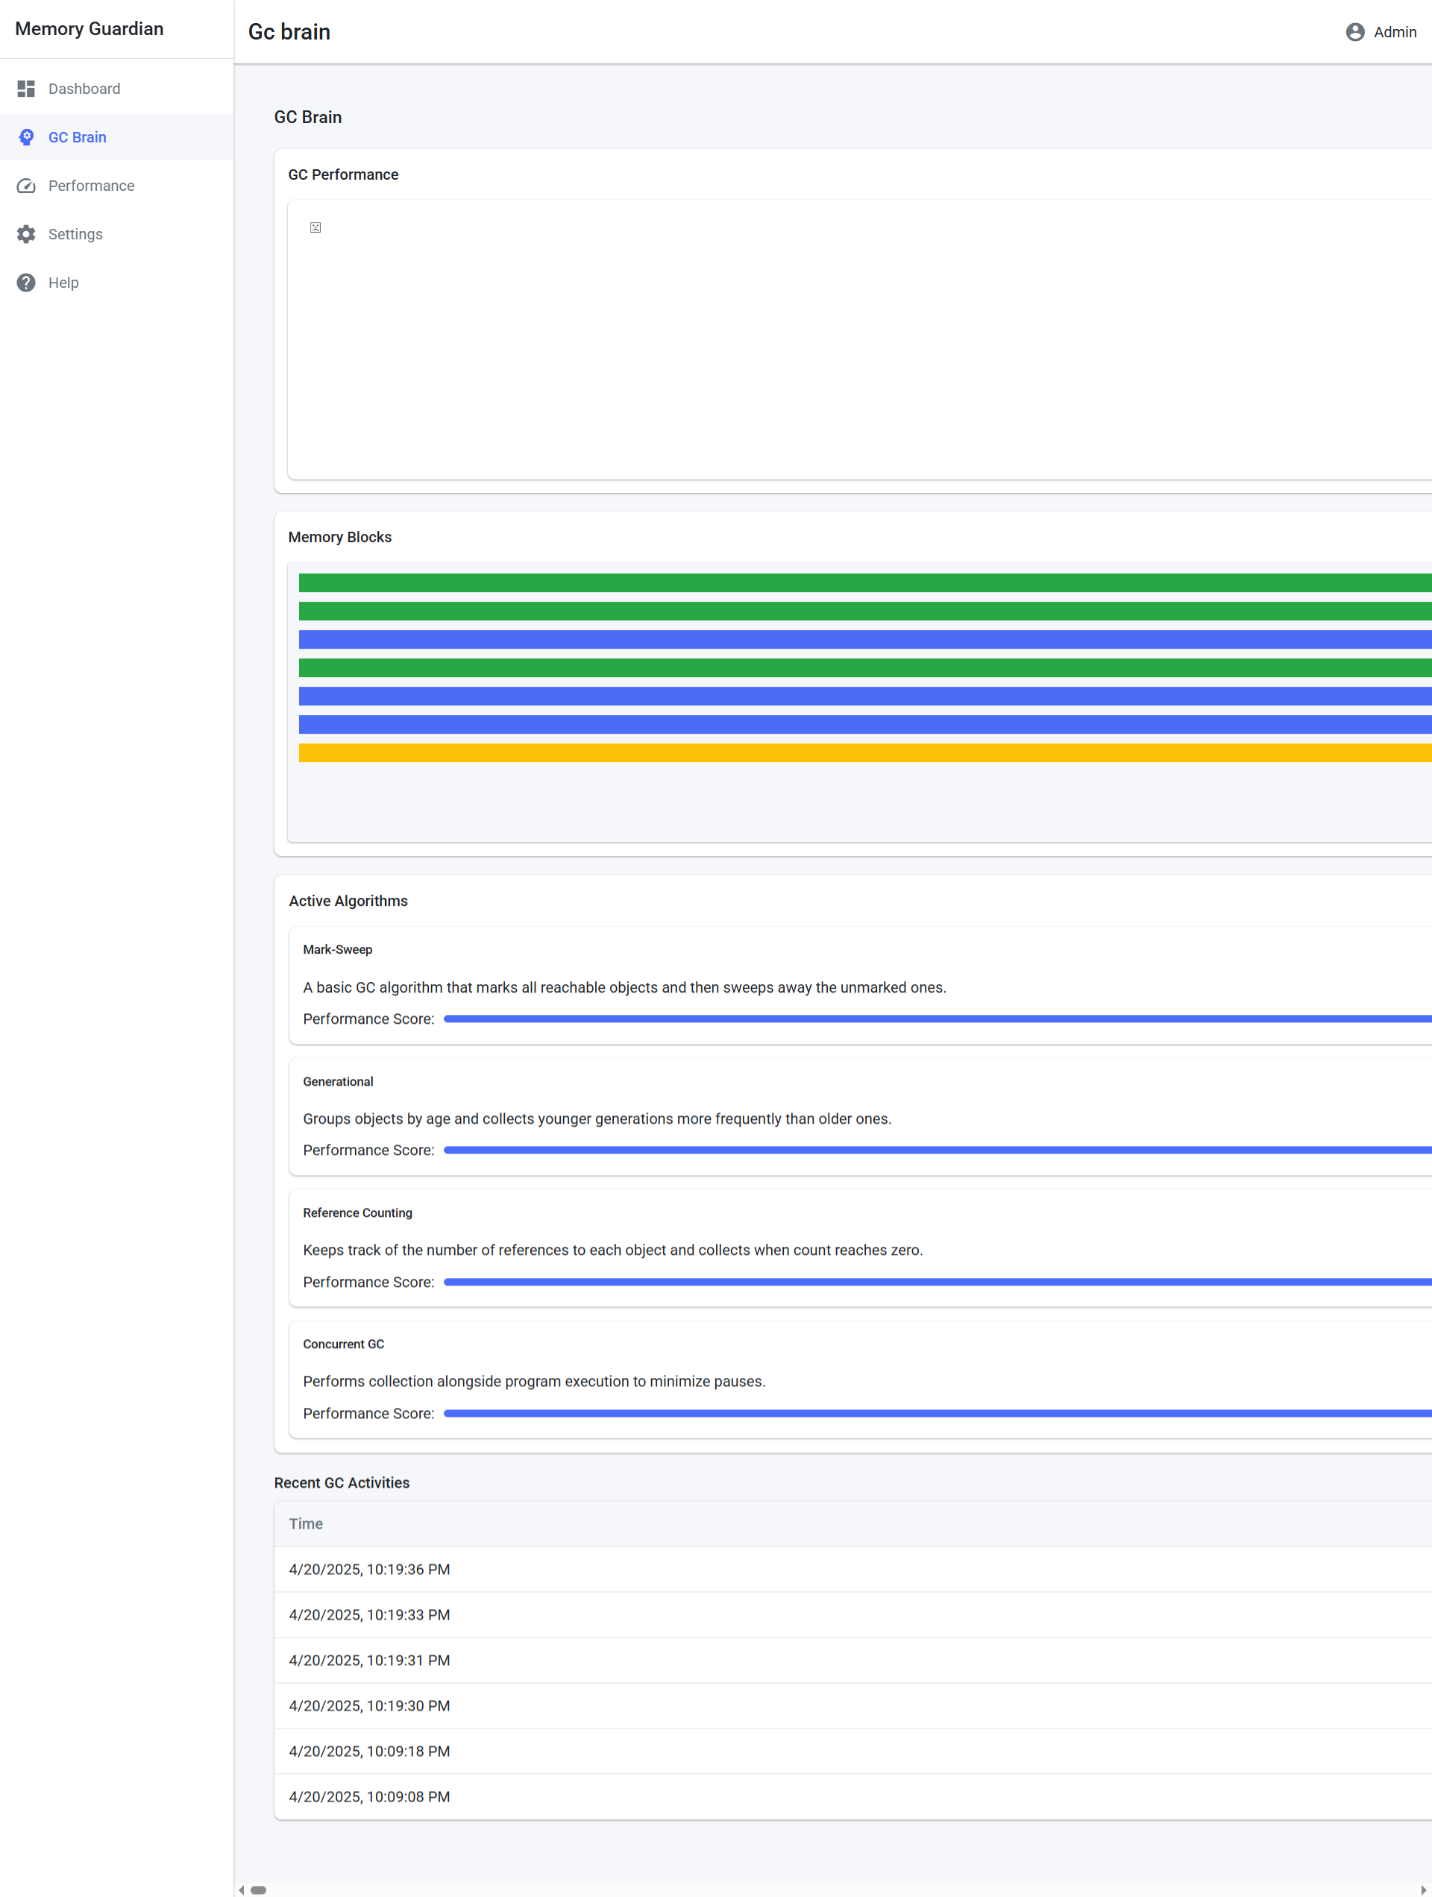 Memory Guardian
Gc brain
Admin
Dashboard
GC Brain
Performance
Settings
Help
GC Brain
GC Performance
Memory Blocks
Active Algorithms
Mark-Sweep
A basic GC algorithm that marks all reachable objects and then sweeps away the unmarked ones.
Performance Score:
Generational
Groups objects by age and collects younger generations more frequently than older ones.
Performance Score:
Reference Counting
Keeps track of the number of references to each object and collects when count reaches zero.
Performance Score:
Concurrent GC
Performs collection alongside program execution to minimize pauses.
Performance Score:
Recent GC Activities
Time
4/20/2025, 10:19:36 PM
4/20/2025, 10:19:33 PM
4/20/2025, 10:19:31 PM
4/20/2025, 10:19:30 PM
4/20/2025, 10:09:18 PM
4/20/2025, 10:09:08 PM